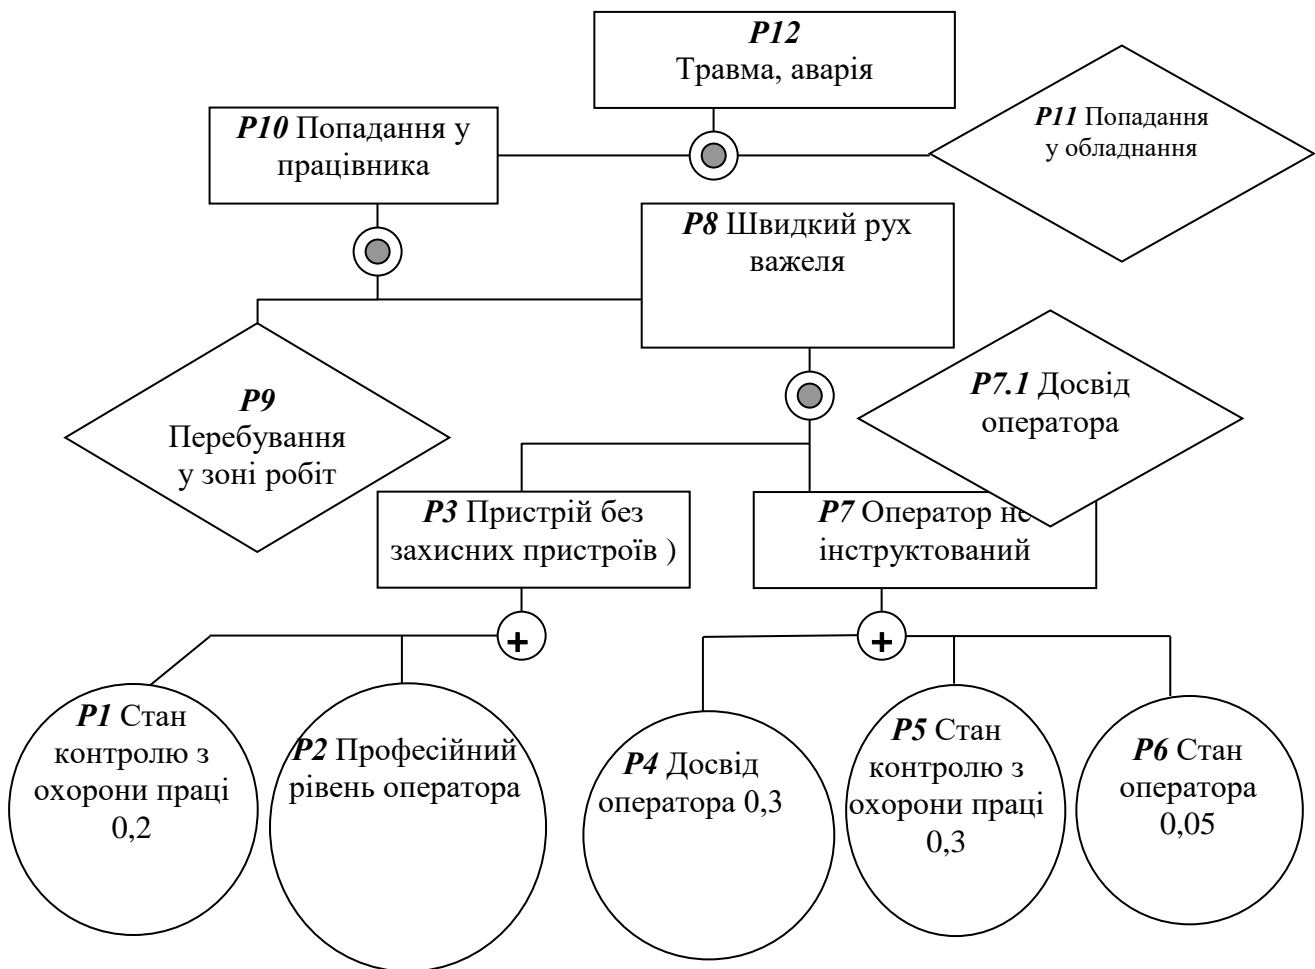 P12
Травма, аварія
P10 Попадання у
працівника
P11 Попадання
у обладнання
P8 Швидкий рух
важеля
P9
Перебування
у зоні робіт
P7.1 Досвід
оператора
P3 Пристрій без
захисних пристроїв )
P7 Оператор не
інструктований
+
+
P1 Стан
контролю з
охорони праці
0,2
P2 Професійний
рівень оператора
P4 Досвід
оператора 0,3
P5 Стан
контролю з
охорони праці
0,3
P6 Стан
оператора
0,05